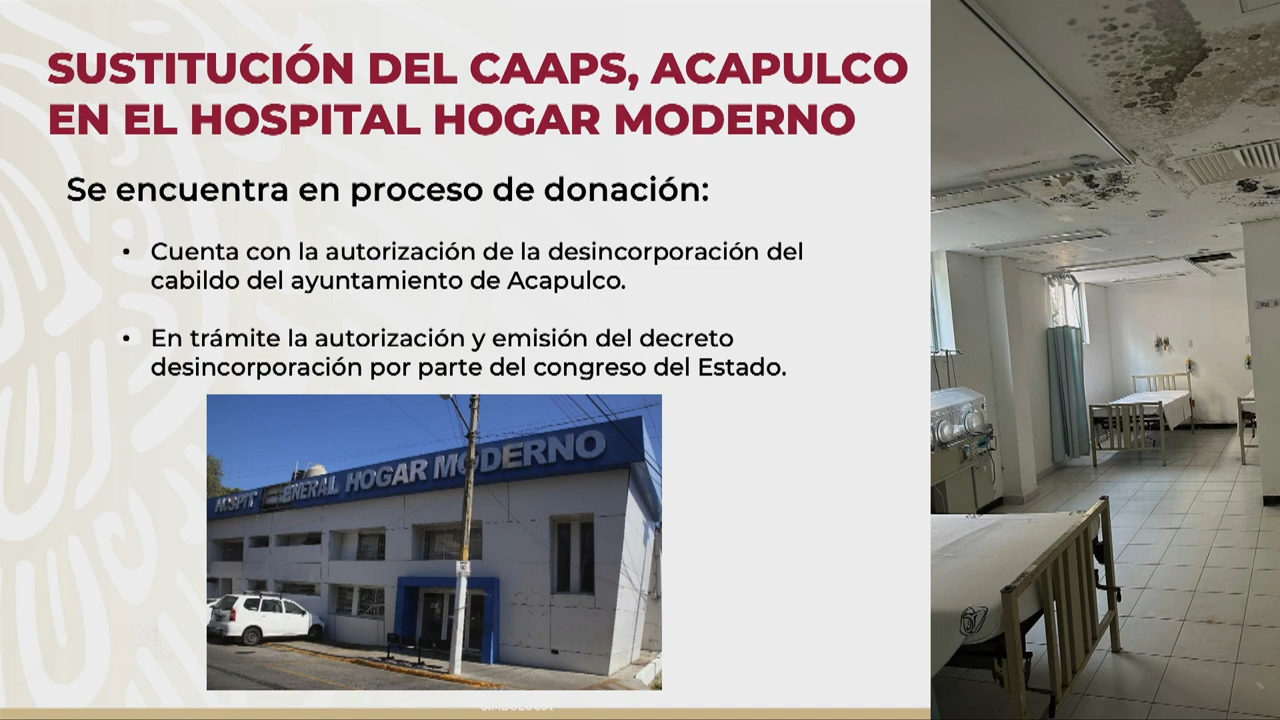 SUSTITUCIÓN DEL CAAPS, ACAPULCO
EN EL HOSPITAL HOGAR MODERNO
Se encuentra en proceso de donación:
• Cuenta con la autorización de la desincorporación del
cabildo del ayuntamiento de Acapulco.
• En trámite la autorización y emisión del decreto
desincorporación por parte del congreso del Estado.
HOGAR MODERNO